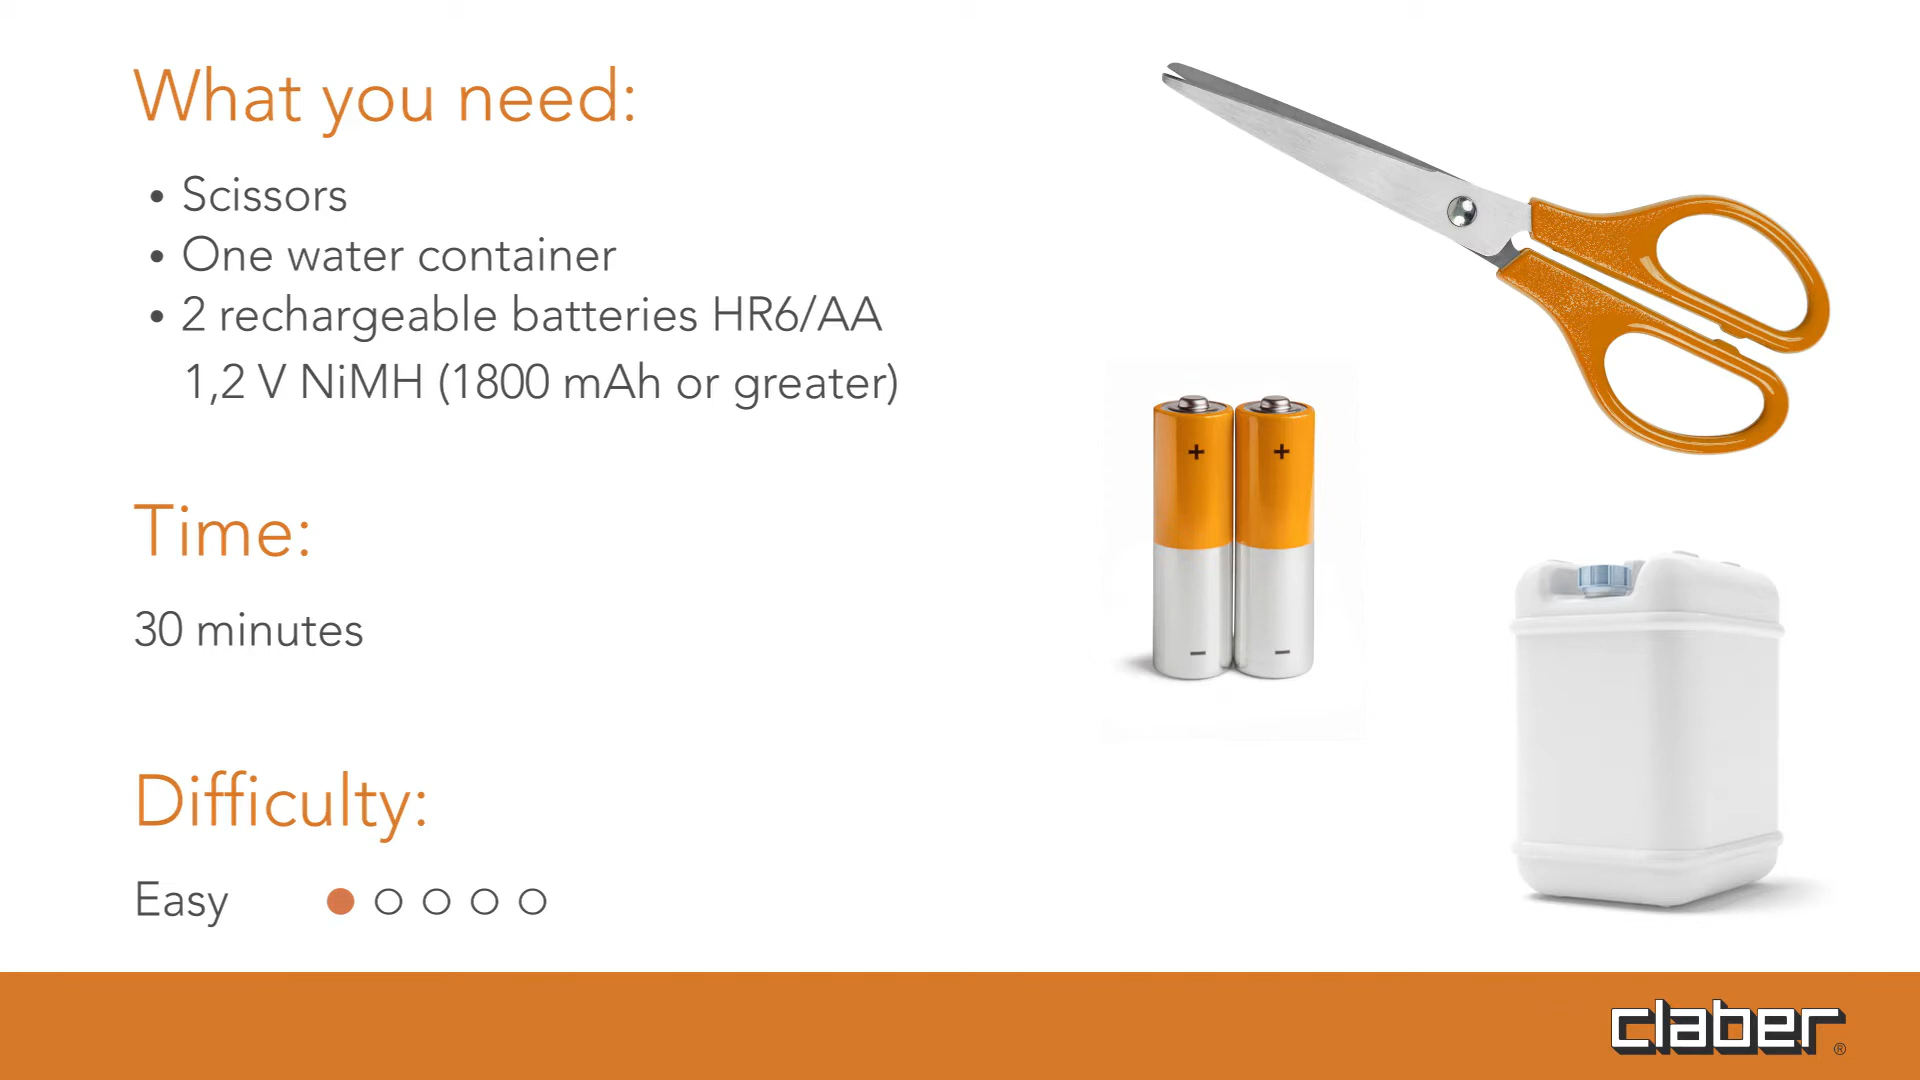 What you need:
• Scissors
• One water container
• 2 rechargeable batteries HR6/AA
1,2 V NiMH (1800 mAh or greater)
Time:
30 minutes
Difficulty:
Easy
+ +
– –
claber®